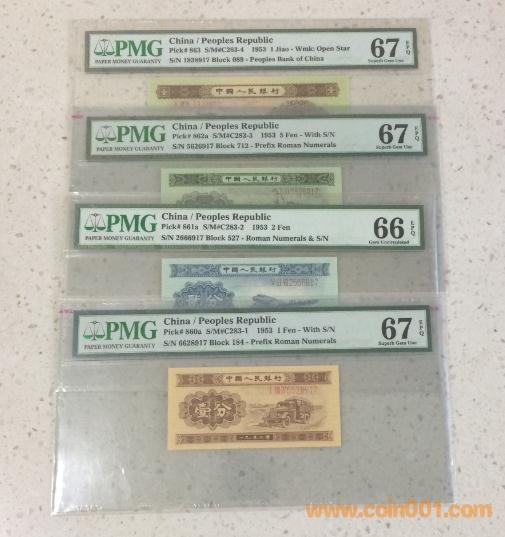 PMG
PAPER MONEY GUARANTY
China / Peoples Republic
Pick# 863 S/M#C283-4 1953 1 Jiao - Wmk: Open Star
S/N 1938917 Block 089 - Peoples Bank of China
67 EPQ
Superb Gem Unc
中國人民銀行
PMG
PAPER MONEY GUARANTY
China / Peoples Republic
Pick# 862a S/M#C283-3 1953 5 Fen - With S/N
S/N 5626917 Block 712 - Prefix Roman Numerals
67 EPQ
Superb Gem Unc
中國人民銀行
PMG
PAPER MONEY GUARANTY
China / Peoples Republic
Pick# 861a S/M#C283-2 1953 2 Fen
S/N 2666917 Block 527 - Roman Numerals & S/N
66 EPQ
Gem Uncirculated
中國人民銀行
PMG
PAPER MONEY GUARANTY
China / Peoples Republic
Pick# 860a S/M#C283-1 1953 1 Fen - With S/N
S/N 6628917 Block 184 - Prefix Roman Numerals
67 EPQ
Superb Gem Unc
中國人民銀行
壹分
一九五三年
www.coin001.com